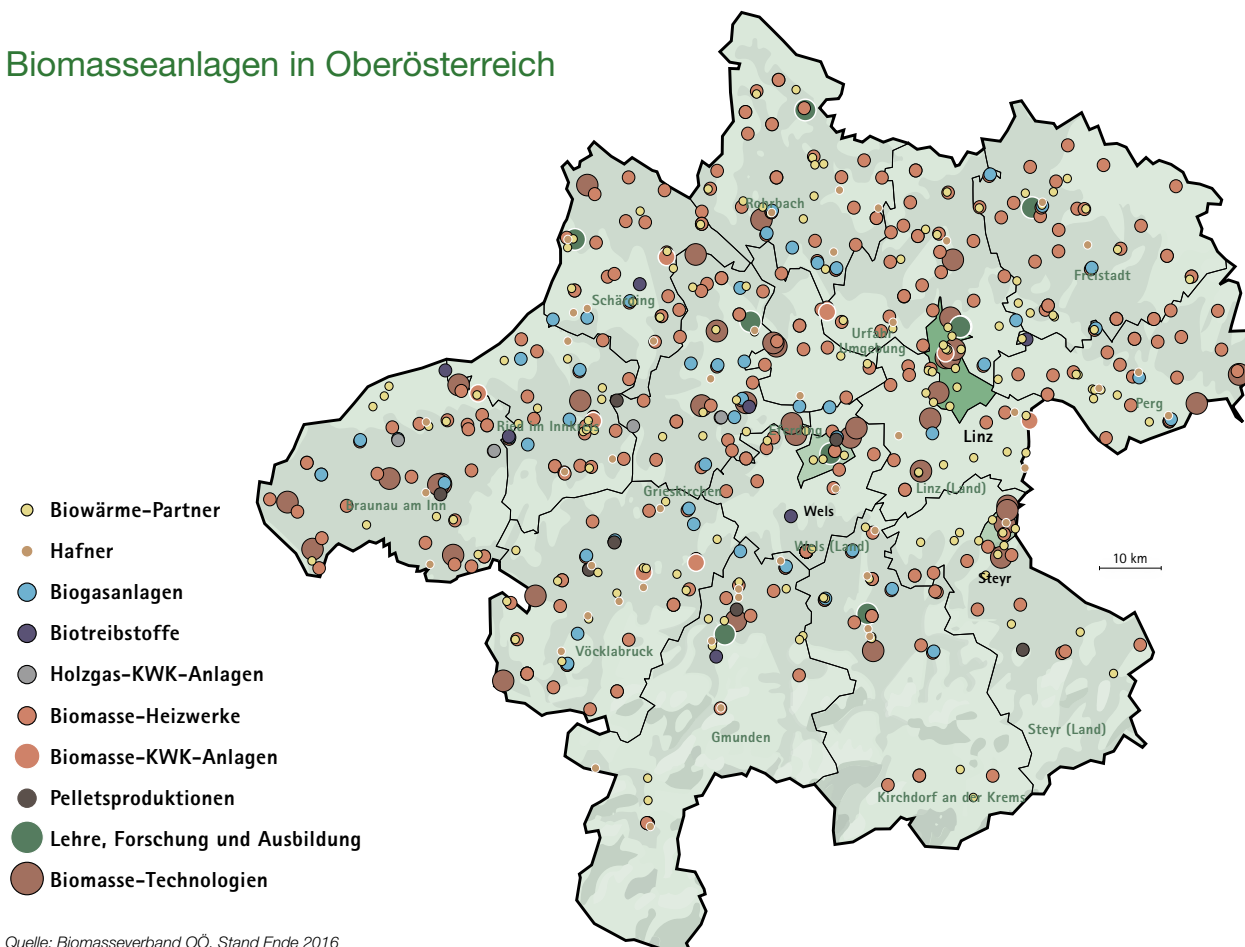 Biomasseanlagen in Oberösterreich
Rohrbach
Freistadt
Schärding
Urfahr
Umgebung
Perg
Ried im Innkreis
Eferding
Linz
Linz (Land)
Grieskirchen
Braunau am Inn
Wels
Wels (Land)
10 km
Steyr
Vöcklabruck
Gmunden
Steyr (Land)
Kirchdorf an der Krems
Biowärme-Partner
Hafner
Biogasanlagen
Biotreibstoffe
Holzgas-KWK-Anlagen
Biomasse-Heizwerke
Biomasse-KWK-Anlagen
Pelletsproduktionen
Lehre, Forschung und Ausbildung
Biomasse-Technologien
Quelle: Biomasseverband OÖ, Stand Ende 2016